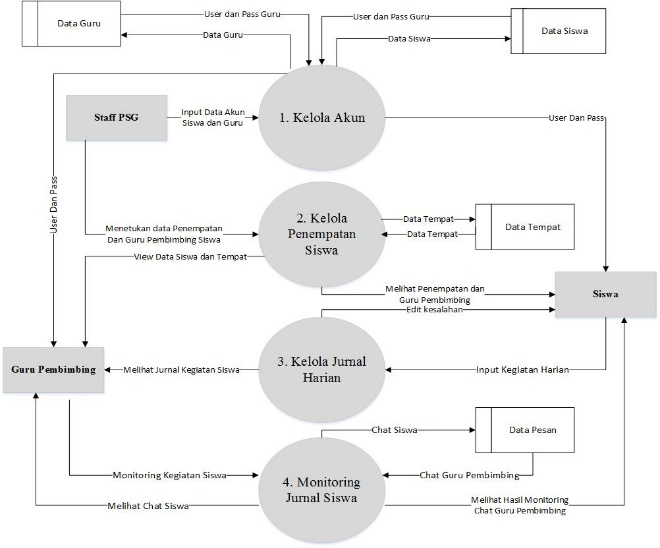 Data Guru
User dan Pass Guru
Data Guru
User dan Pass Guru
Data Siswa
Data Siswa
Staff PSG
Input Data Akun
Siswa dan Guru
1. Kelola Akun
User Dan Pass
User Dan Pass
Menetukan data Penempatan
Dan Guru Pembimbing Siswa
2. Kelola
Penempatan
Siswa
Data Tempat
Data Tempat
Data Tempat
View Data Siswa dan Tempat
Melihat Penempatan dan
Guru Pembimbing
Edit kesalahan
Siswa
Guru Pembimbing
Melihat Jurnal Kegiatan Siswa
3. Kelola Jurnal
Harian
Input Kegiatan Harian
Chat Siswa
Data Pesan
Monitoring Kegiatan Siswa
4. Monitoring
Jurnal Siswa
Chat Guru Pembimbing
Melihat Chat Siswa
Melihat Hasil Monitoring
Chat Guru Pembimbing